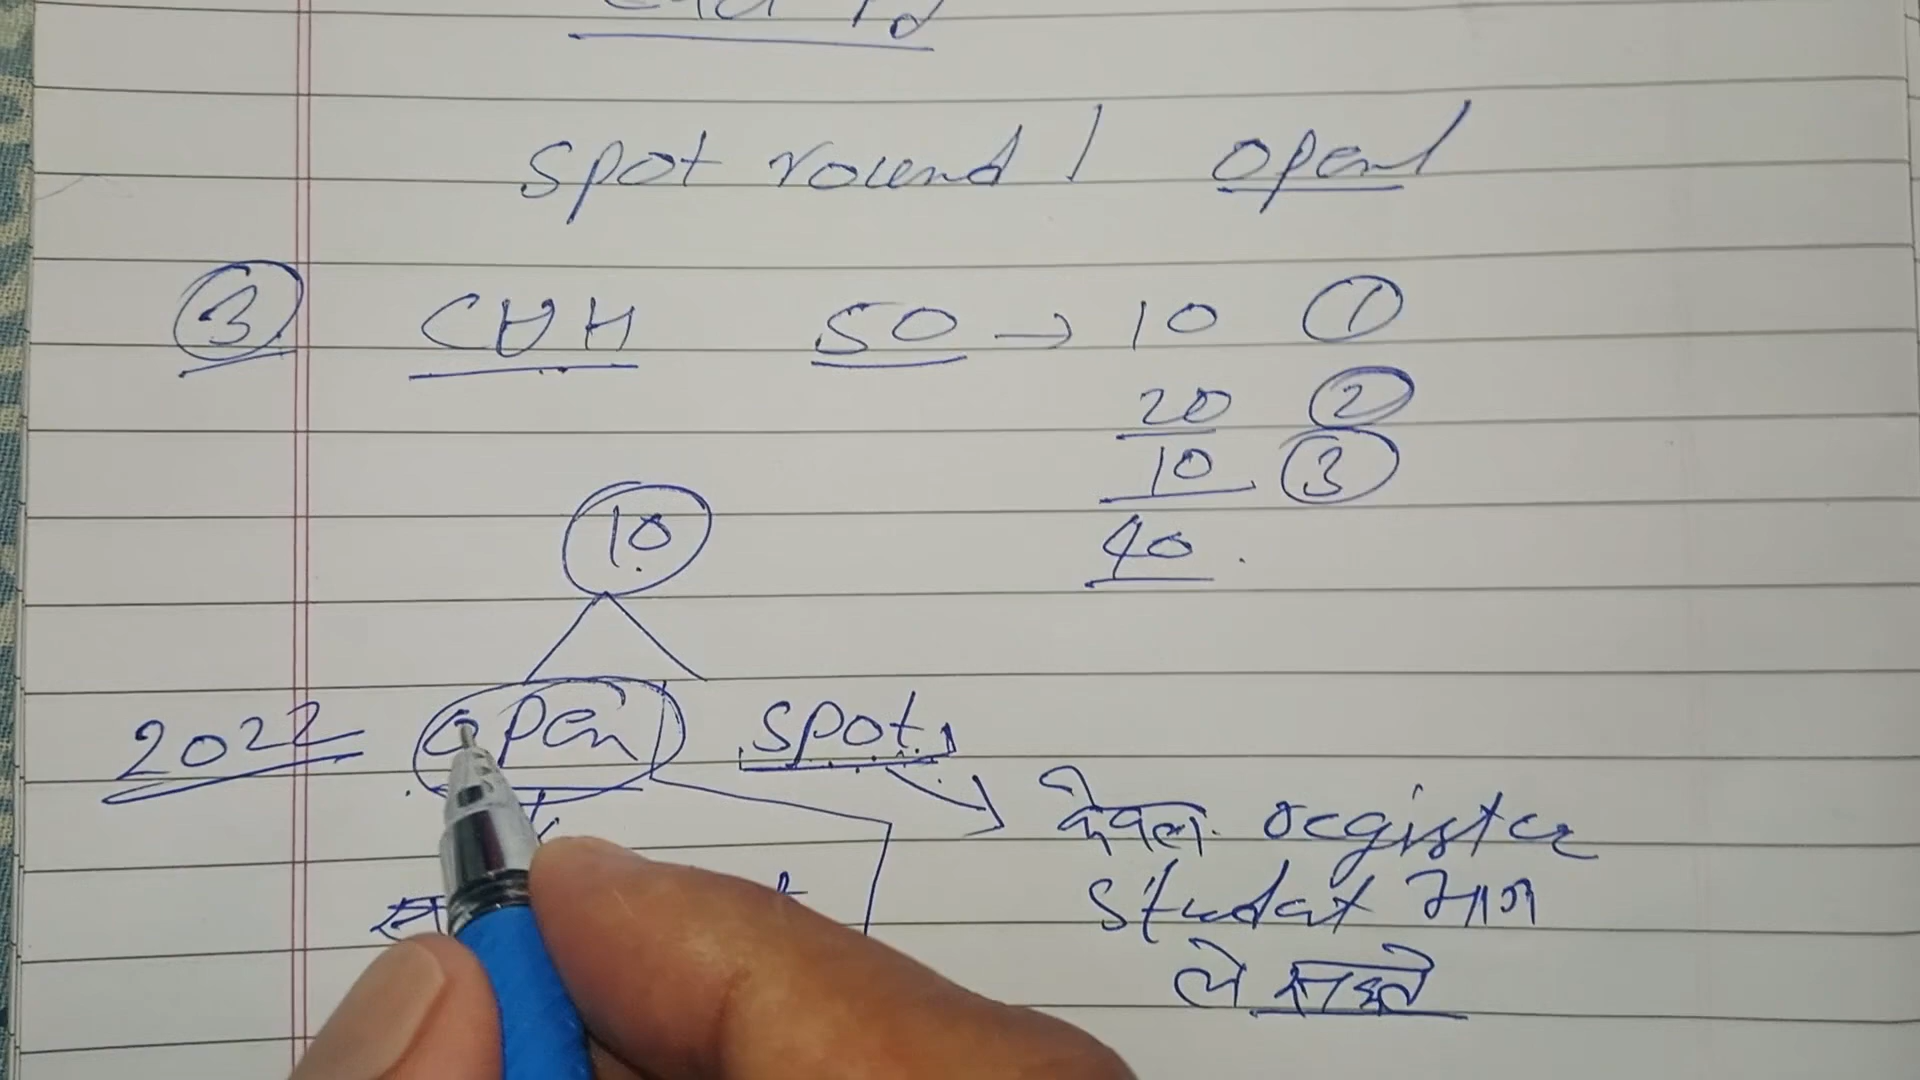 spot round / open
3 CUH 50 → 10 1
20 2
10 3
40
10
2022 open spot
केवल register
student भाग
ले सकते